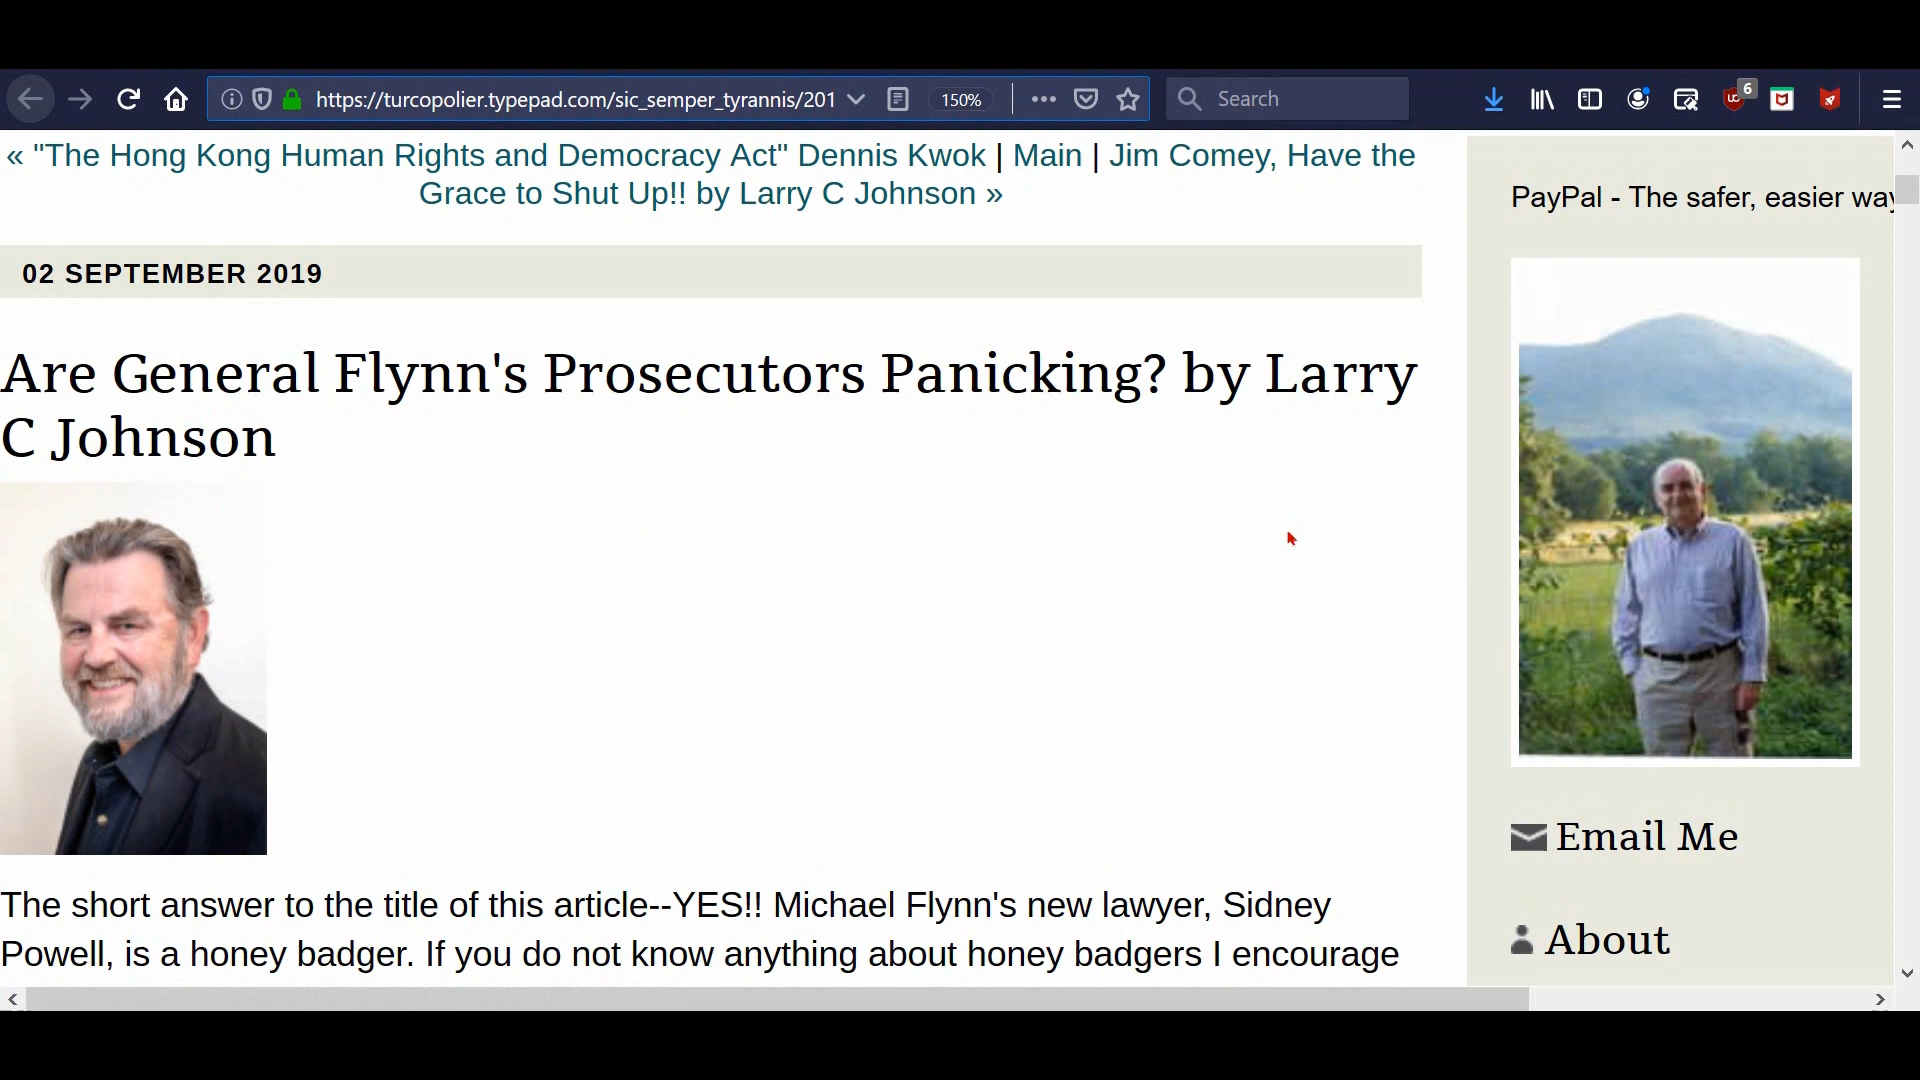 https://turcopolier.typepad.com/sic_semper_tyrannis/201
150%
Search
6
« "The Hong Kong Human Rights and Democracy Act" Dennis Kwok | Main | Jim Comey, Have the
Grace to Shut Up!! by Larry C Johnson »
02 SEPTEMBER 2019
Are General Flynn's Prosecutors Panicking? by Larry
C Johnson
The short answer to the title of this article--YES!! Michael Flynn's new lawyer, Sidney
Powell, is a honey badger. If you do not know anything about honey badgers I encourage
PayPal - The safer, easier way
Email Me
About